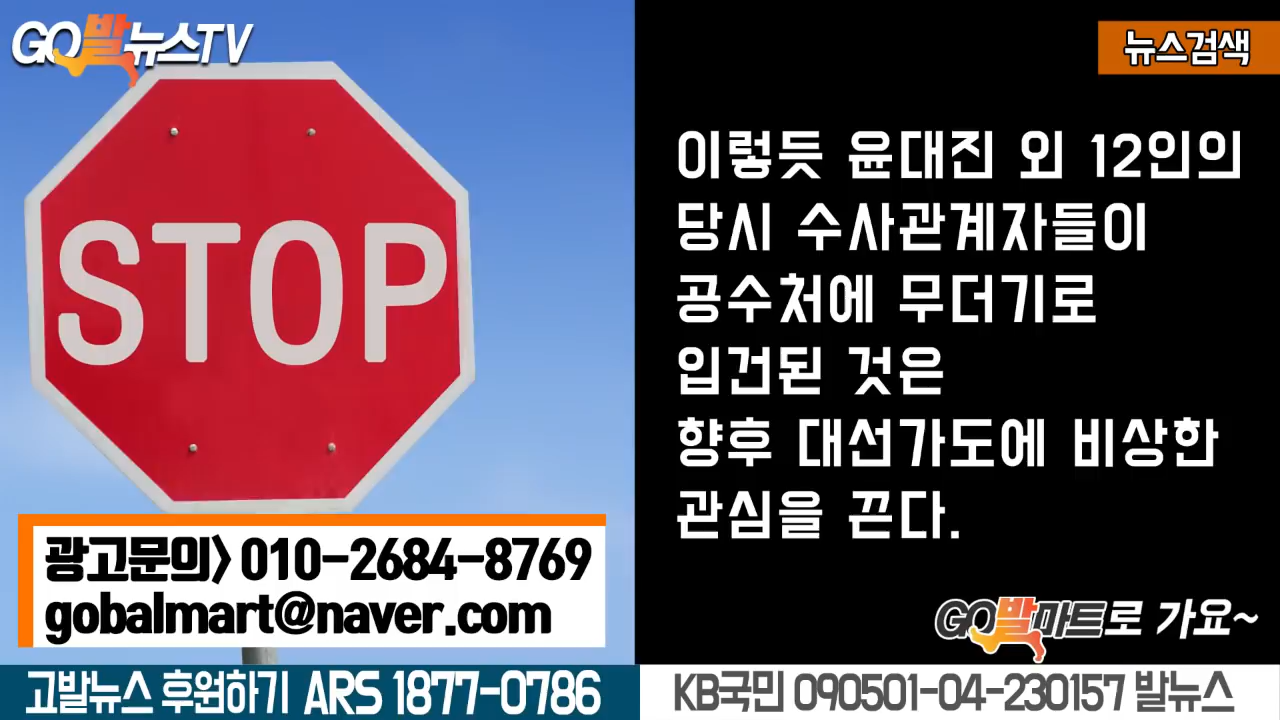 GO발뉴스TV
뉴스검색
STOP
이렇듯 윤대진 외 12인의
당시 수사관계자들이
공수처에 무더기로
입건된 것은
향후 대선가도에 비상한
관심을 끈다.
광고문의> 010-2684-8769
gobalmart@naver.com
GO발마트로 가요~
고발뉴스 후원하기 ARS 1877-0786
KB국민 090501-04-230157 발뉴스